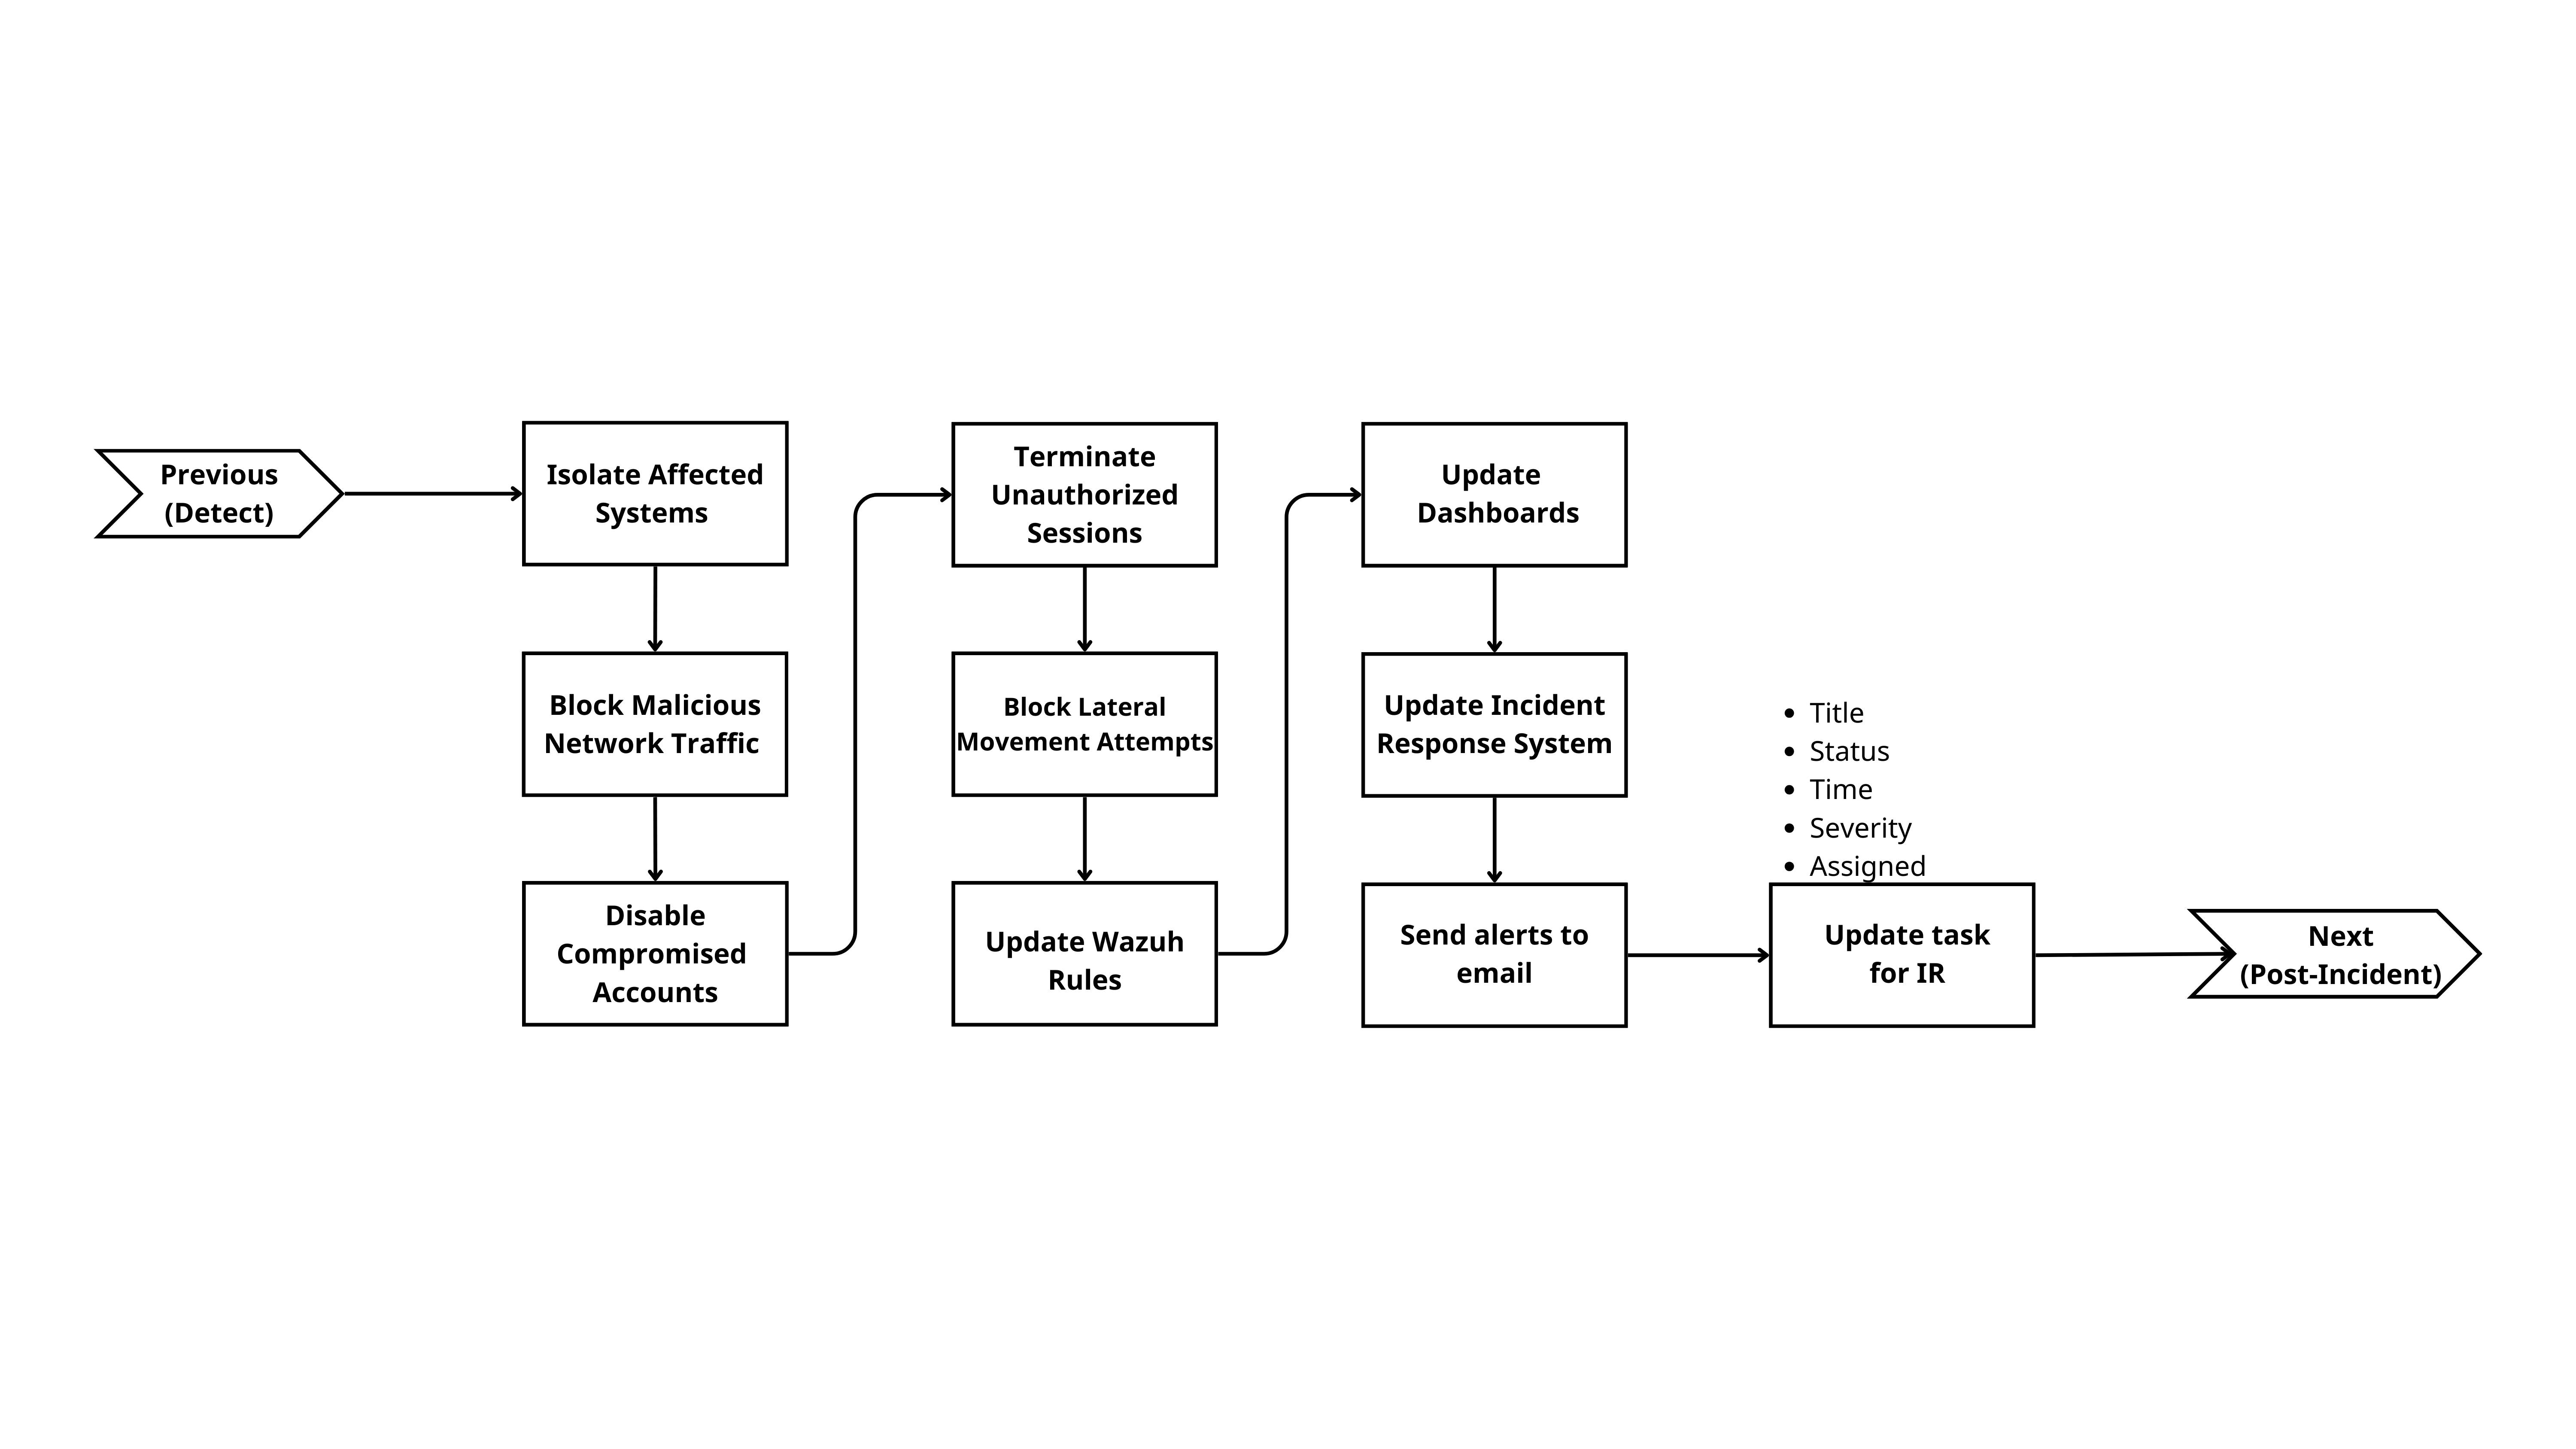 Previous
(Detect)
Isolate Affected
Systems
Block Malicious
Network Traffic
Disable
Compromised
Accounts
Terminate
Unauthorized
Sessions
Block Lateral
Movement Attempts
Update Wazuh
Rules
Update
Dashboards
Update Incident
Response System
Send alerts to
email
• Title
• Status
• Time
• Severity
• Assigned
Update task
for IR
Next
(Post-Incident)